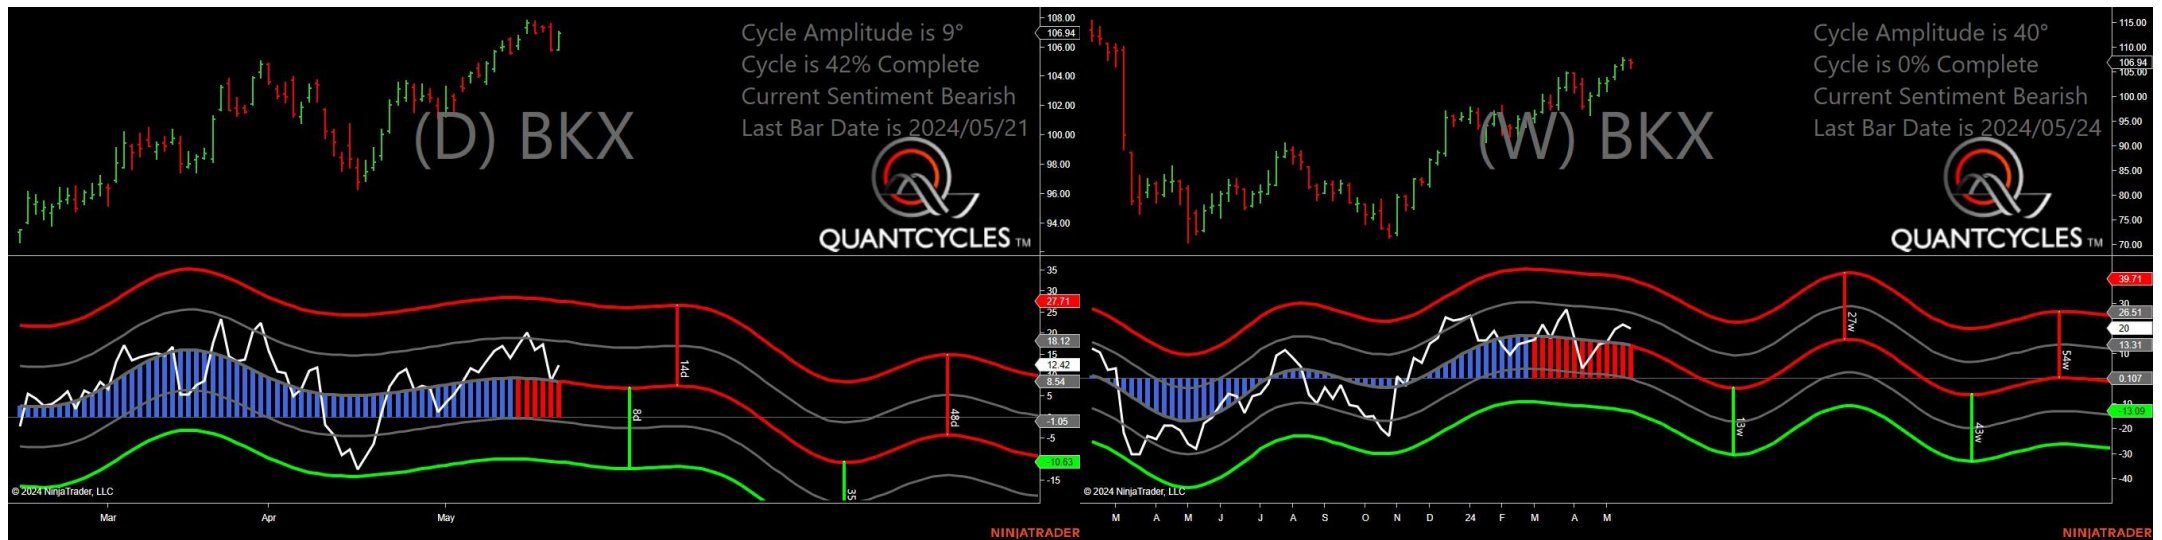 Cycle Amplitude is 9°
Cycle is 42% Complete
Current Sentiment Bearish
Last Bar Date is 2024/05/21
(D) BKX
QUANTCYCLES TM
108.00
106.94
106.00
104.00
102.00
100.00
98.00
96.00
94.00
35
30
27.71
25
20
18.12
15
12.42
8.54
5
-1.05
-5
-10.63
-15
14d
8d
48d
35
© 2024 NinjaTrader, LLC
Mar Apr May
NINJATRADER
Cycle Amplitude is 40°
Cycle is 0% Complete
Current Sentiment Bearish
Last Bar Date is 2024/05/24
(W) BKX
QUANTCYCLES TM
115.00
110.00
106.94
105.00
100.00
95.00
90.00
85.00
80.00
75.00
70.00
39.71
30
26.51
20
13.31
10
0.107
-10
-13.09
-20
-30
-40
27w
54w
13w
43w
© 2024 NinjaTrader, LLC
M A M J J A S O N D 24 F M A M
NINJATRADER